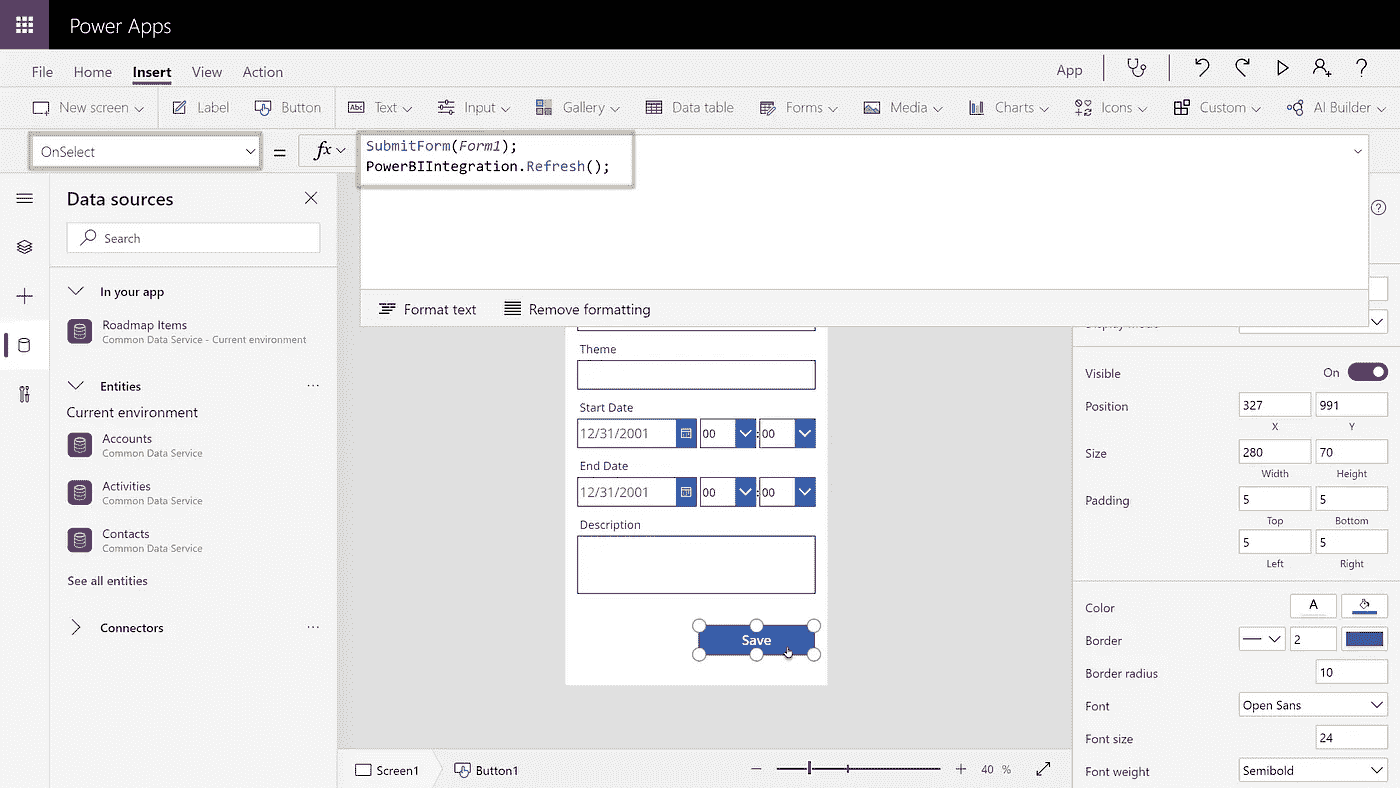 Power Apps
File Home Insert View Action App
New screen Label Button Text Input Gallery Data table Forms Media Charts Icons Custom AI Builder
OnSelect = fx SubmitForm(Form1);
PowerBIIntegration.Refresh();
Data sources
Search
Format text Remove formatting
In your app
Roadmap Items
Common Data Service - Current environment
Entities ...
Current environment
Accounts
Common Data Service
Activities
Common Data Service
Contacts
Common Data Service
See all entities
Connectors ...
Theme
Start Date
12/31/2001 00 : 00
End Date
12/31/2001 00 : 00
Description
Save
Visible On
Position 327 991
X Y
Size 280 70
Width Height
Padding 5 5
Top Bottom
5 5
Left Right
Color A
Border 2
Border radius 10
Font Open Sans
Font size 24
Font weight Semibold
Screen1 Button1 40 %